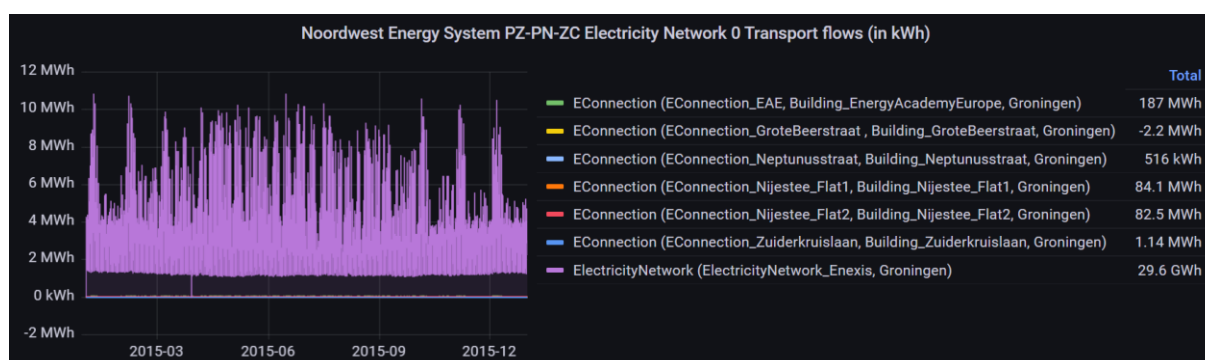 Noordwest Energy System PZ-PN-ZC Electricity Network 0 Transport flows (in kWh)
12 MWh
10 MWh
8 MWh
6 MWh
4 MWh
2 MWh
0 kWh
-2 MWh
2015-03 2015-06 2015-09 2015-12
Total
EConnection (EConnection_EAE, Building_EnergyAcademyEurope, Groningen) 187 MWh
EConnection (EConnection_GroteBeerstraat , Building_GroteBeerstraat, Groningen) -2.2 MWh
EConnection (EConnection_Neptunusstraat, Building_Neptunusstraat, Groningen) 516 kWh
EConnection (EConnection_Nijestee_Flat1, Building_Nijestee_Flat1, Groningen) 84.1 MWh
EConnection (EConnection_Nijestee_Flat2, Building_Nijestee_Flat2, Groningen) 82.5 MWh
EConnection (EConnection_Zuiderkruislaan, Building_Zuiderkruislaan, Groningen) 1.14 MWh
ElectricityNetwork (ElectricityNetwork_Enexis, Groningen) 29.6 GWh